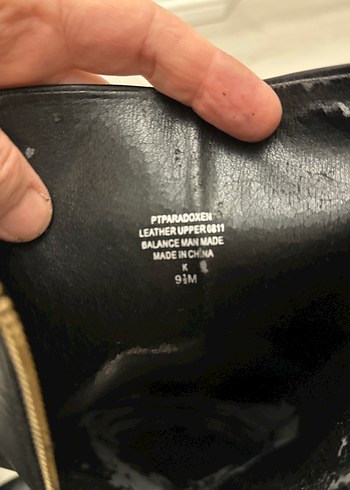 PTPARADOXEN
LEATHER UPPER 0811
BALANCE MAN MADE
MADE IN CHINA
K
9½M